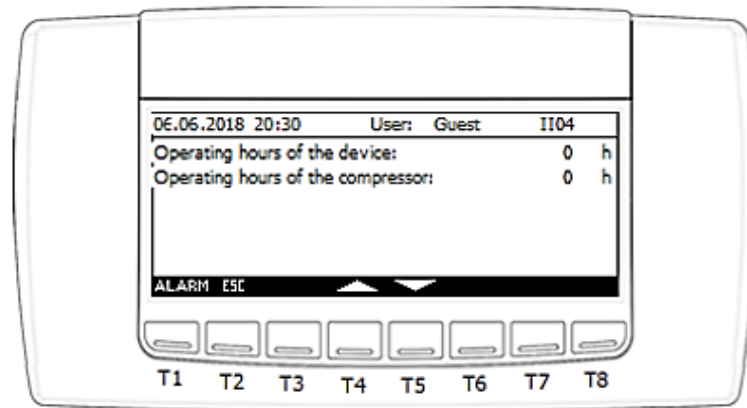 06.06.2018 20:30 User: Guest II04
Operating hours of the device: 0 h
Operating hours of the compressor: 0 h
ALARM ESC
T1 T2 T3 T4 T5 T6 T7 T8